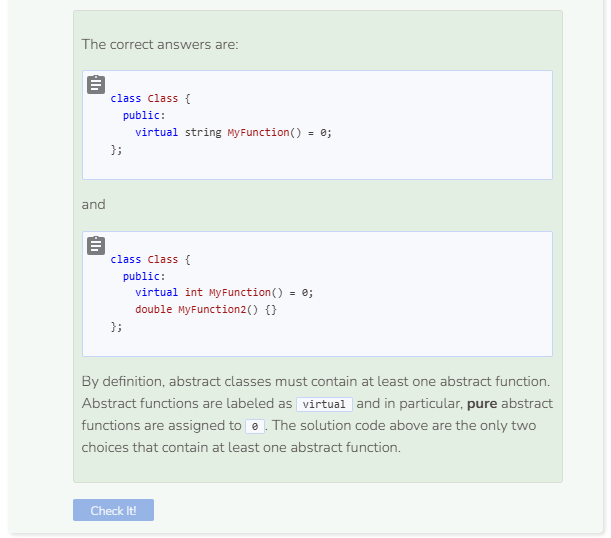 The correct answers are:
class Class {
  public:
    virtual string MyFunction() = 0;
};
and
class Class {
  public:
    virtual int MyFunction() = 0;
    double MyFunction2() {}
};
By definition, abstract classes must contain at least one abstract function.
Abstract functions are labeled as virtual and in particular, pure abstract
functions are assigned to 0. The solution code above are the only two
choices that contain at least one abstract function.
Check It!